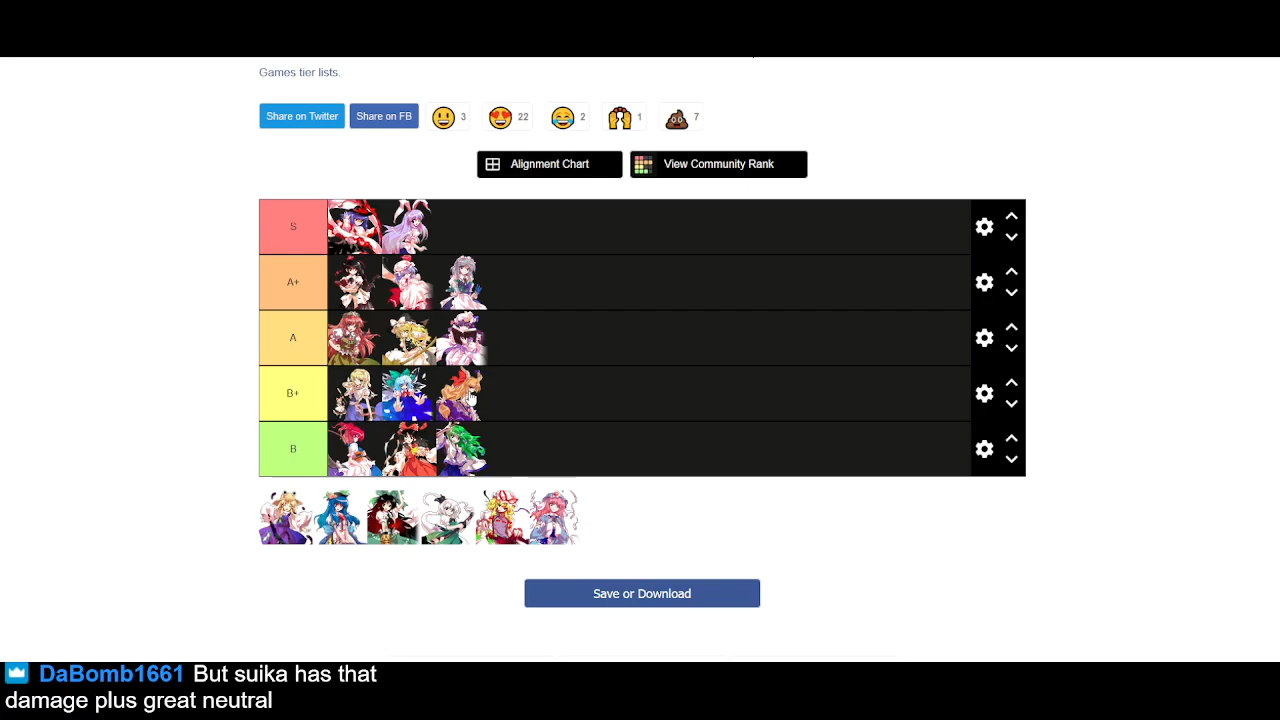 Games tier lists.
Share on Twitter
Share on FB
3
22
2
1
7
Alignment Chart
View Community Rank
S
A+
A
B+
B
Save or Download
DaBomb1661 But suika has that
damage plus great neutral